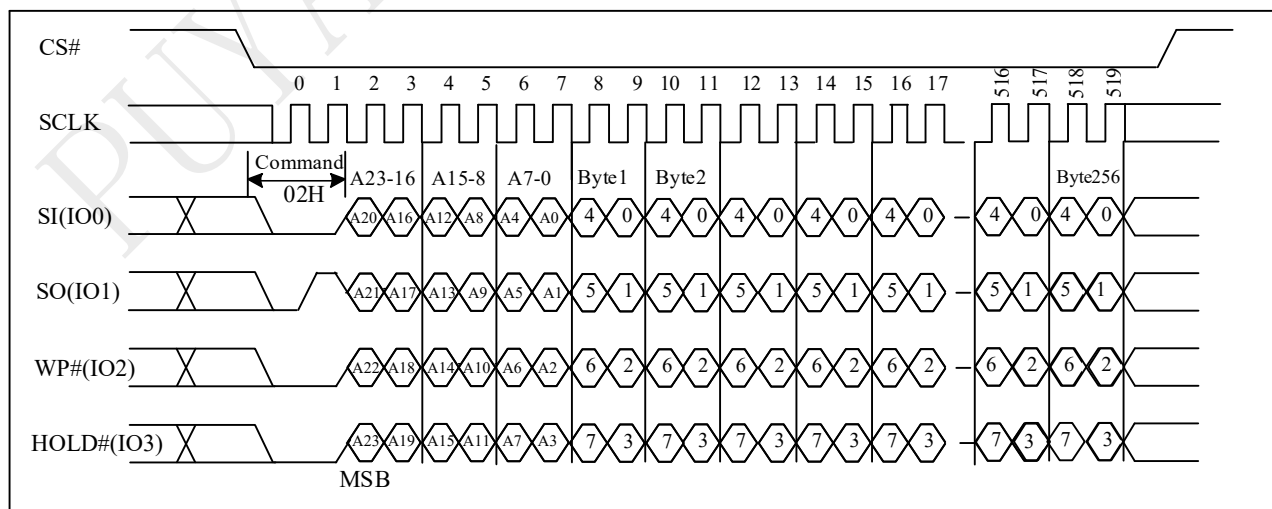 PUYA
CS#
0 1 2 3 4 5 6 7 8 9 10 11 12 13 14 15 16 17 516 517 518 519
SCLK
Command
02H
A23-16 A15-8 A7-0 Byte1 Byte2 Byte256
SI(IO0) A20 A16 A12 A8 A4 A0 4 0 4 0 4 0 4 0 4 0 4 0 4 0
SO(IO1) A21 A17 A13 A9 A5 A1 5 1 5 1 5 1 5 1 5 1 5 1 5 1
WP#(IO2) A22 A18 A14 A10 A6 A2 6 2 6 2 6 2 6 2 6 2 6 2 6 2
HOLD#(IO3) A23 A19 A15 A11 A7 A3 7 3 7 3 7 3 7 3 7 3 7 3 7 3
MSB